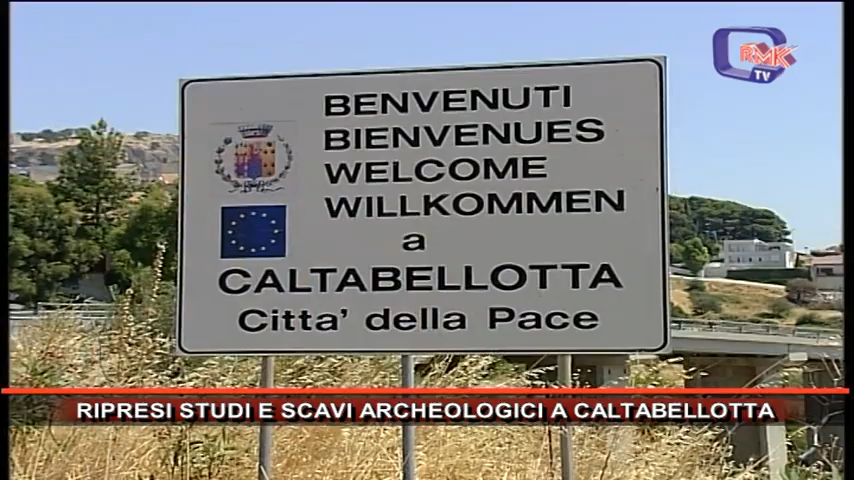 RMK
TV
BENVENUTI
BIENVENUES
WELCOME
WILLKOMMEN
a
CALTABELLOTTA
Citta' della Pace
RIPRESI STUDI E SCAVI ARCHEOLOGICI A CALTABELLOTTA